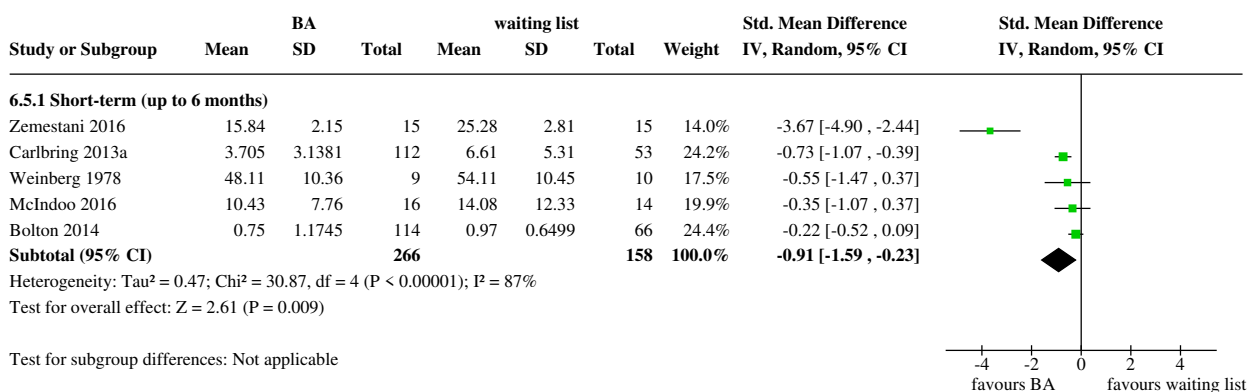 BA waiting list Std. Mean Difference Std. Mean Difference
Study or Subgroup Mean SD Total Mean SD Total Weight IV, Random, 95% CI IV, Random, 95% CI
6.5.1 Short-term (up to 6 months)
Zemestani 2016 15.84 2.15 15 25.28 2.81 15 14.0% -3.67 [-4.90 , -2.44]
Carlbring 2013a 3.705 3.1381 112 6.61 5.31 53 24.2% -0.73 [-1.07 , -0.39]
Weinberg 1978 48.11 10.36 9 54.11 10.45 10 17.5% -0.55 [-1.47 , 0.37]
McIndoo 2016 10.43 7.76 16 14.08 12.33 14 19.9% -0.35 [-1.07 , 0.37]
Bolton 2014 0.75 1.1745 114 0.97 0.6499 66 24.4% -0.22 [-0.52 , 0.09]
Subtotal (95% CI) 266 158 100.0% -0.91 [-1.59 , -0.23]
Heterogeneity: Tau² = 0.47; Chi² = 30.87, df = 4 (P < 0.00001); I² = 87%
Test for overall effect: Z = 2.61 (P = 0.009)
Test for subgroup differences: Not applicable
-4 -2 0 2 4
favours BA favours waiting list